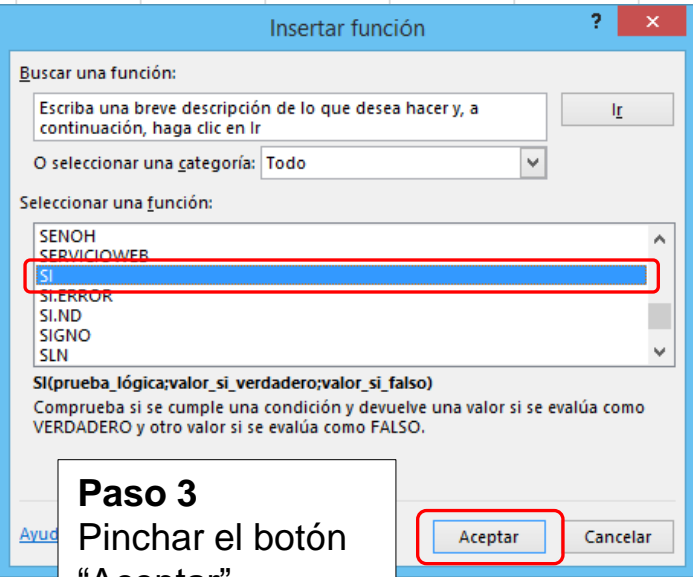 Insertar función
?
×
Buscar una función:
Escriba una breve descripción de lo que desea hacer y, a
continuación, haga clic en Ir
Ir
O seleccionar una categoría: Todo
Seleccionar una función:
SENOH
SERVICIOWEB
SI
SI.ERROR
SI.ND
SIGNO
SLN
SI(prueba_lógica;valor_si_verdadero;valor_si_falso)
Comprueba si se cumple una condición y devuelve una valor si se evalúa como
VERDADERO y otro valor si se evalúa como FALSO.
Paso 3
Pinchar el botón
“Aceptar”
Ayud
Aceptar
Cancelar